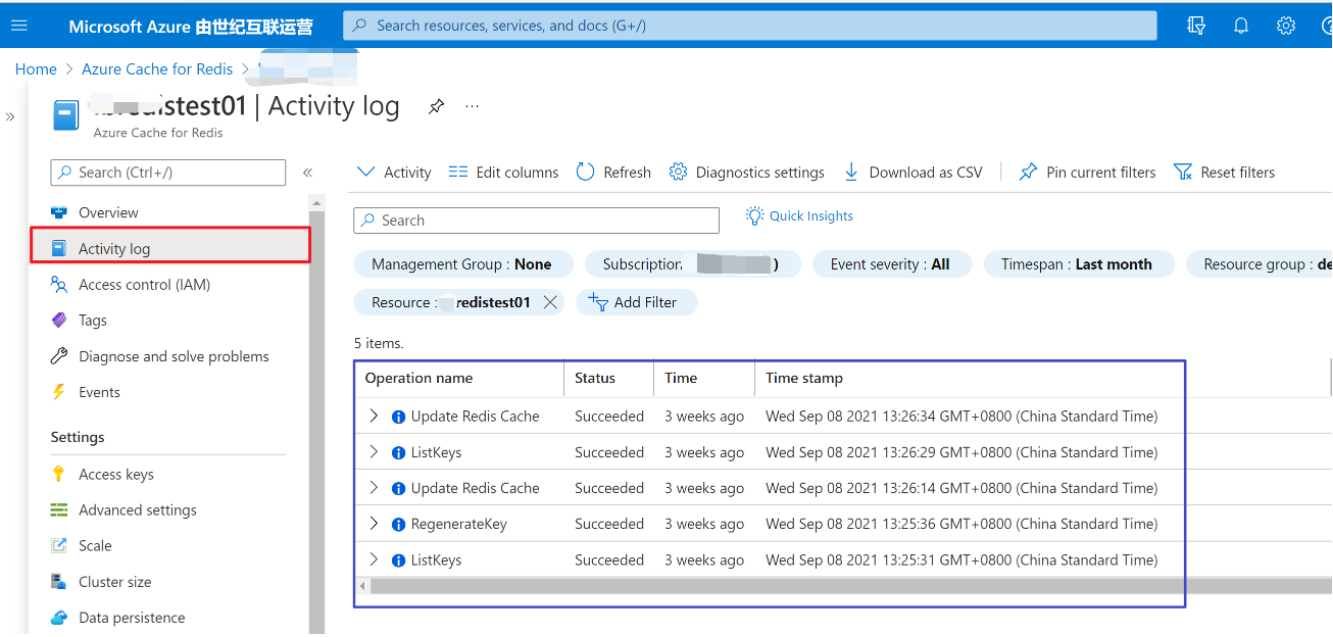 Microsoft Azure 由世纪互联运营 Search resources, services, and docs (G+/)
Home > Azure Cache for Redis >
redistest01 | Activity log ...
Azure Cache for Redis
Search (Ctrl+/) «
»
Activity Edit columns Refresh Diagnostics settings Download as CSV Pin current filters Reset filters
Overview
Activity log
Access control (IAM)
Tags
Diagnose and solve problems
Events
Settings
Access keys
Advanced settings
Scale
Cluster size
Data persistence
Search Quick Insights
Management Group : None Subscription ) Event severity : All Timespan : Last month Resource group : de
Resource : redistest01 Add Filter
5 items.
Operation name Status Time Time stamp
Update Redis Cache Succeeded 3 weeks ago Wed Sep 08 2021 13:26:34 GMT+0800 (China Standard Time)
ListKeys Succeeded 3 weeks ago Wed Sep 08 2021 13:26:29 GMT+0800 (China Standard Time)
Update Redis Cache Succeeded 3 weeks ago Wed Sep 08 2021 13:26:14 GMT+0800 (China Standard Time)
RegenerateKey Succeeded 3 weeks ago Wed Sep 08 2021 13:25:36 GMT+0800 (China Standard Time)
ListKeys Succeeded 3 weeks ago Wed Sep 08 2021 13:25:31 GMT+0800 (China Standard Time)